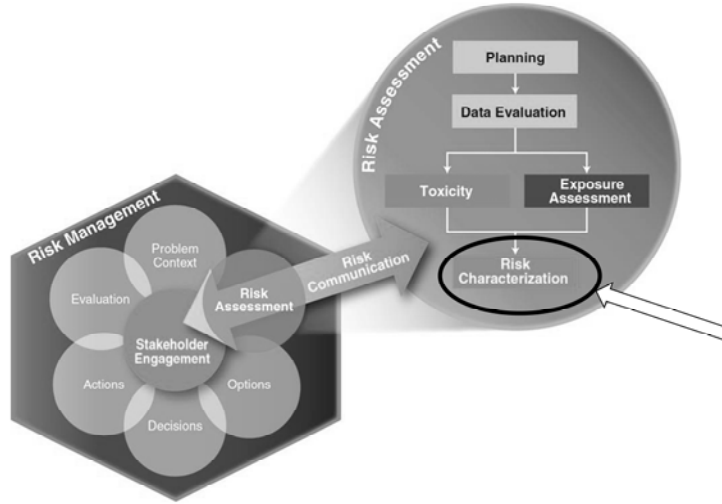 Risk Assessment
Planning
Data Evaluation
Toxicity
Exposure
Assessment
Risk
Characterization
Risk
Communication
Risk Management
Problem
Context
Evaluation
Risk
Assessment
Stakeholder
Engagement
Actions
Options
Decisions